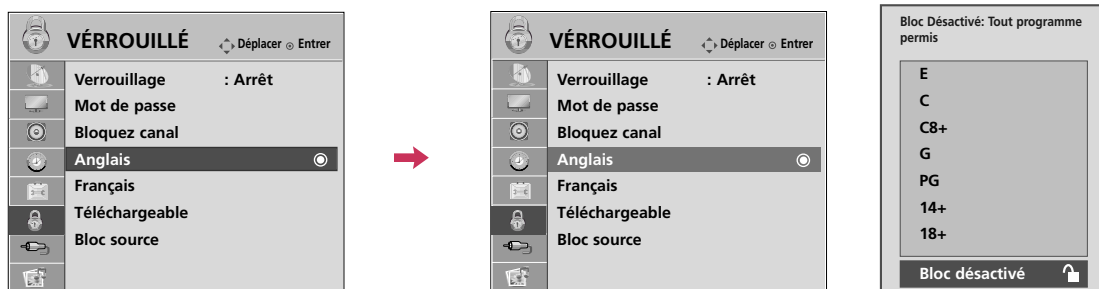 VÉRROUILLÉ Déplacer Entrer
Verrouillage : Arrêt
Mot de passe
Bloquez canal
Anglais
Français
Téléchargeable
Bloc source
VÉRROUILLÉ Déplacer Entrer
Verrouillage : Arrêt
Mot de passe
Bloquez canal
Anglais
Français
Téléchargeable
Bloc source
Bloc Désactivé: Tout programme
permis
E
C
C8+
G
PG
14+
18+
Bloc désactivé